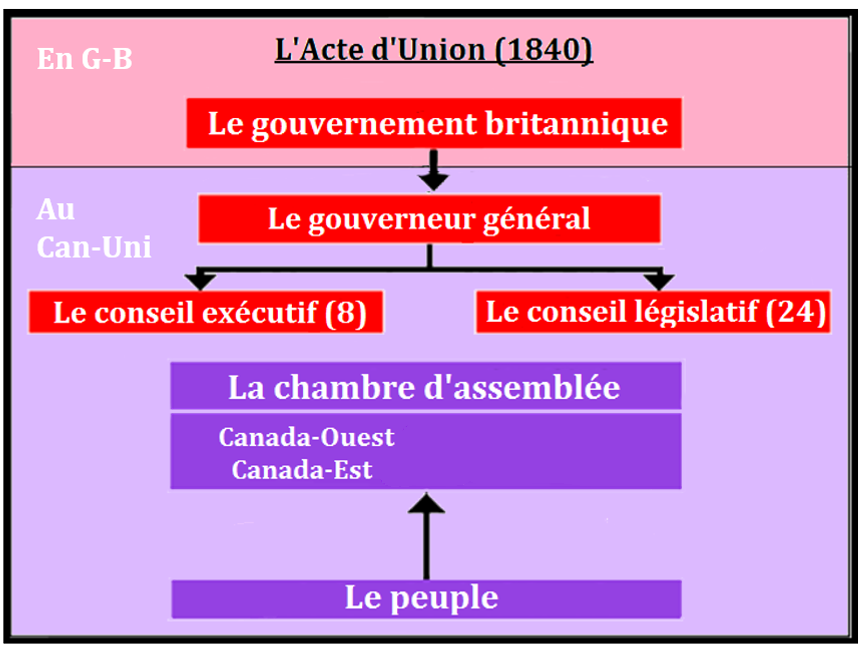 En G-B
L'Acte d'Union (1840)
Le gouvernement britannique
Au
Can-Uni
Le gouverneur général
Le conseil exécutif (8)
Le conseil législatif (24)
La chambre d'assemblée
Canada-Ouest
Canada-Est
Le peuple